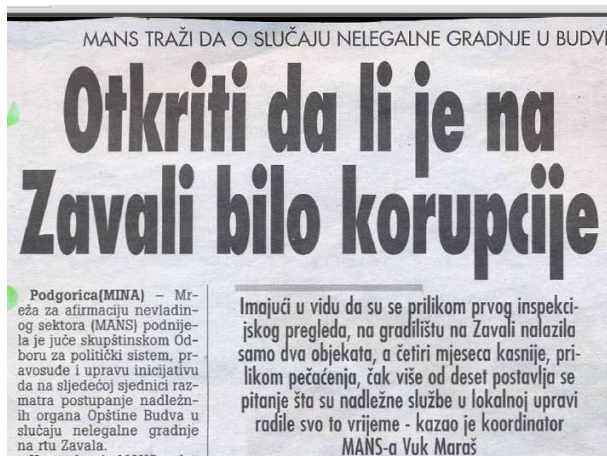 MANS TRAŽI DA O SLUČAJU NELEGALNE GRADNJE U BUDVI
Otkriti da li je na
Zavali bilo korupcije
Podgorica(MINA) – Mr-
eža za afirmaciju nevladin-
og sektora (MANS) podnije-
la je juče skupštinskom Od-
boru za politički sistem, pr-
avosuđe i upravu inicijativu
da na sljedećoj sjednici raz-
matra postupanje nadležn-
ih organa Opštine Budva u
slučaju nelegalne gradnje
na rtu Zavala.
Imajući u vidu da su se prilikom prvog inspekci-
jskog pregleda, na gradilištu na Zavali nalazila
samo dva objekata, a četiri mjeseca kasnije, pri-
likom pečaćenja, čak više od deset postavlja se
pitanje šta su nadležne službe u lokalnoj upravi
radile svo to vrijeme - kazao je koordinator
MANS-a Vuk Maraš